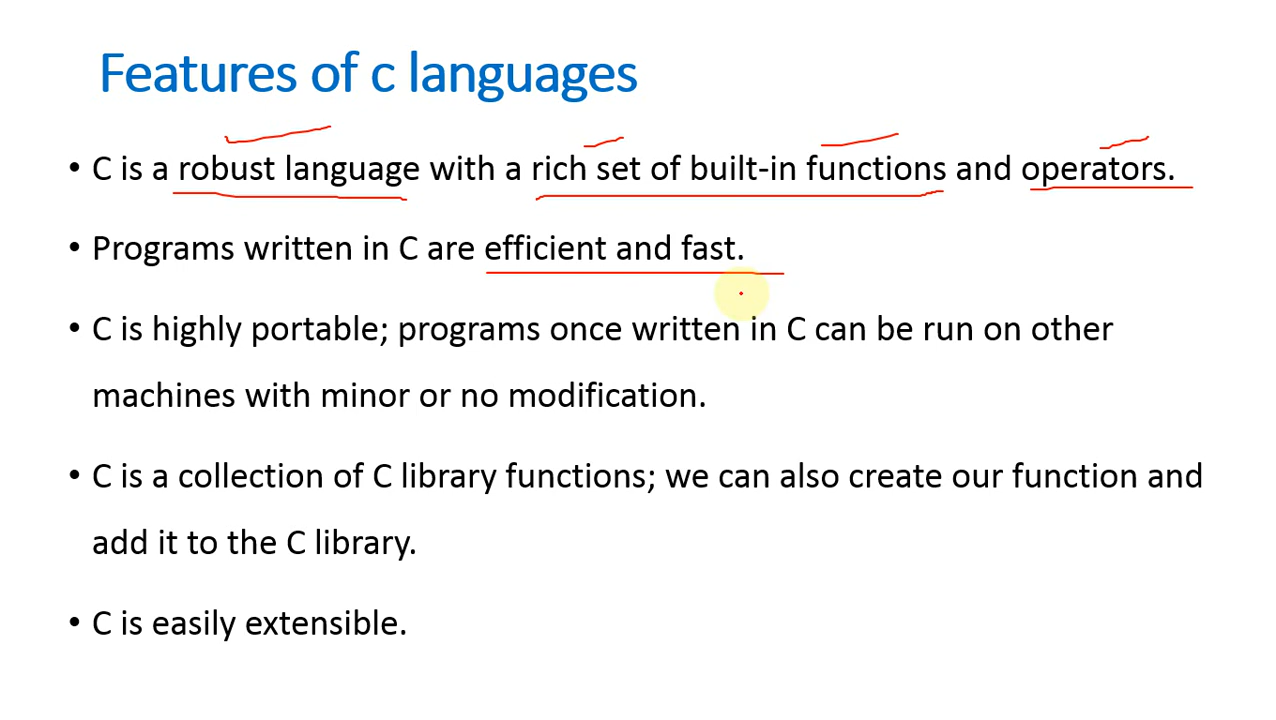 Features of c languages
• C is a robust language with a rich set of built-in functions and operators.
• Programs written in C are efficient and fast.
• C is highly portable; programs once written in C can be run on other
machines with minor or no modification.
• C is a collection of C library functions; we can also create our function and
add it to the C library.
• C is easily extensible.